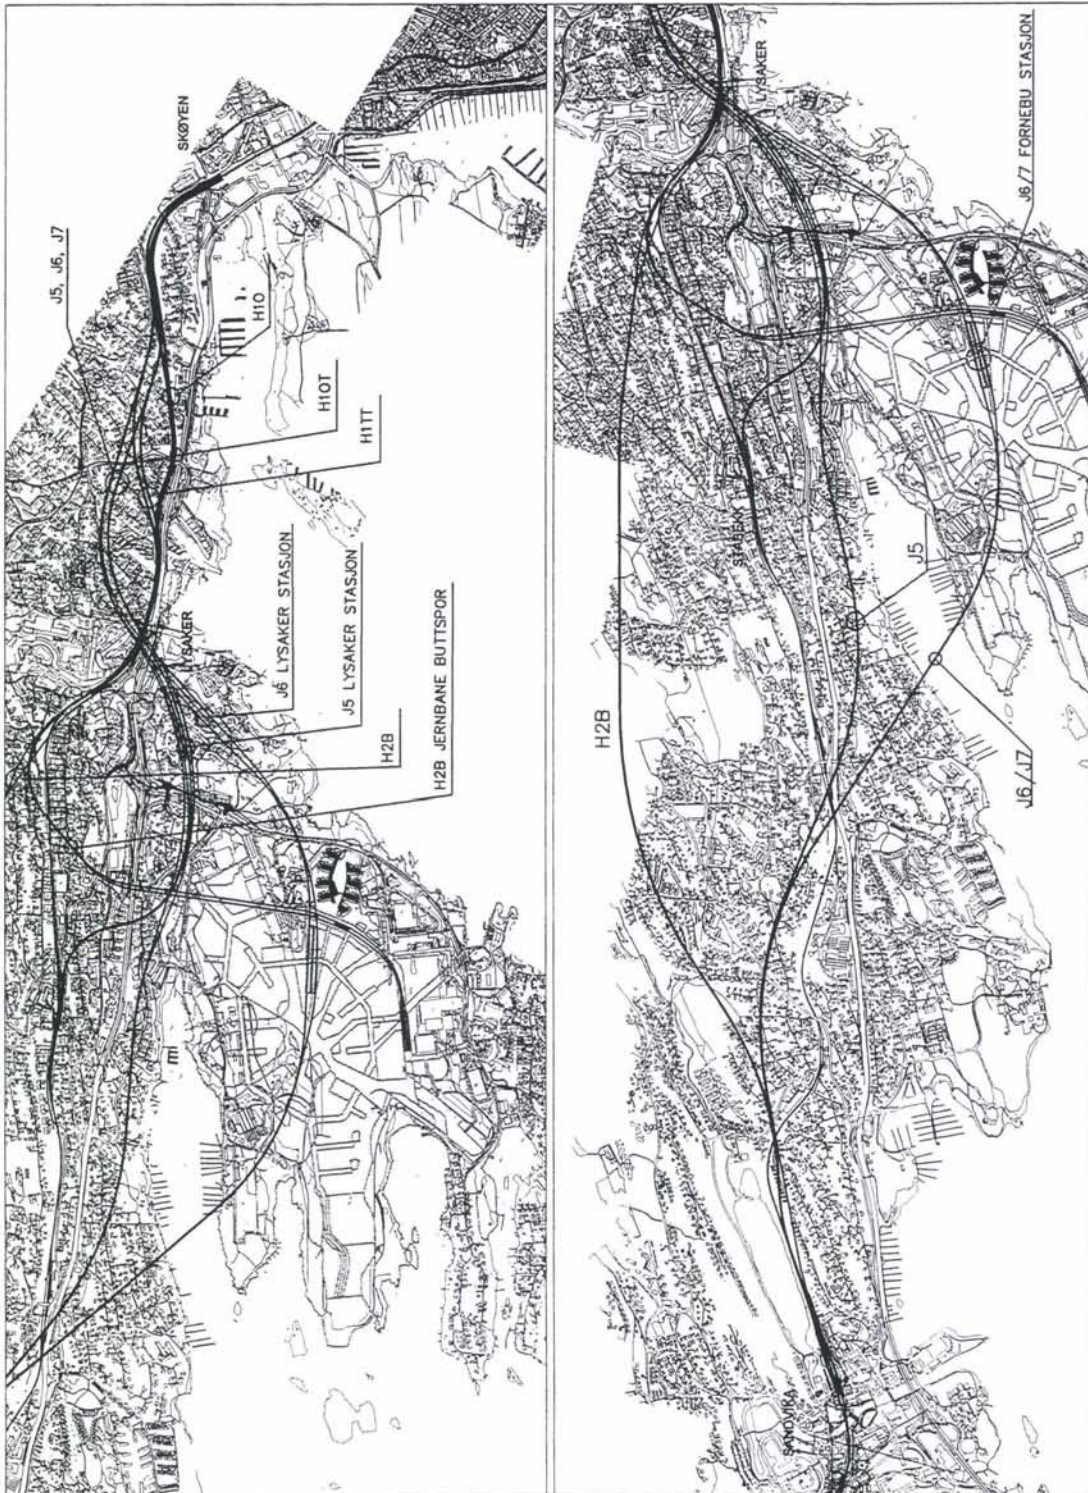 SKØYEN
J5, J6, J7
H10
H10T
H1TT
LYSAKER
J6 LYSAKER STASJON
J5 LYSAKER STASJON
H2B
H2B JERNBANE BUTTSPOR
LYSAKER
J6/7 FORNEBU STASJON
STABEKK
J5
H2B
J6/J7
SANDVIKA